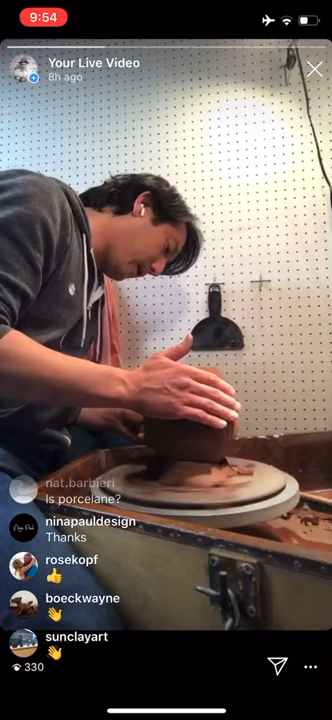 9:54
Your Live Video
8h ago
nat.barbieri
Is porcelane?
ninapauldesign
Thanks
rosekopf
👍
boeckwayne
👋
sunclayart
👋
330